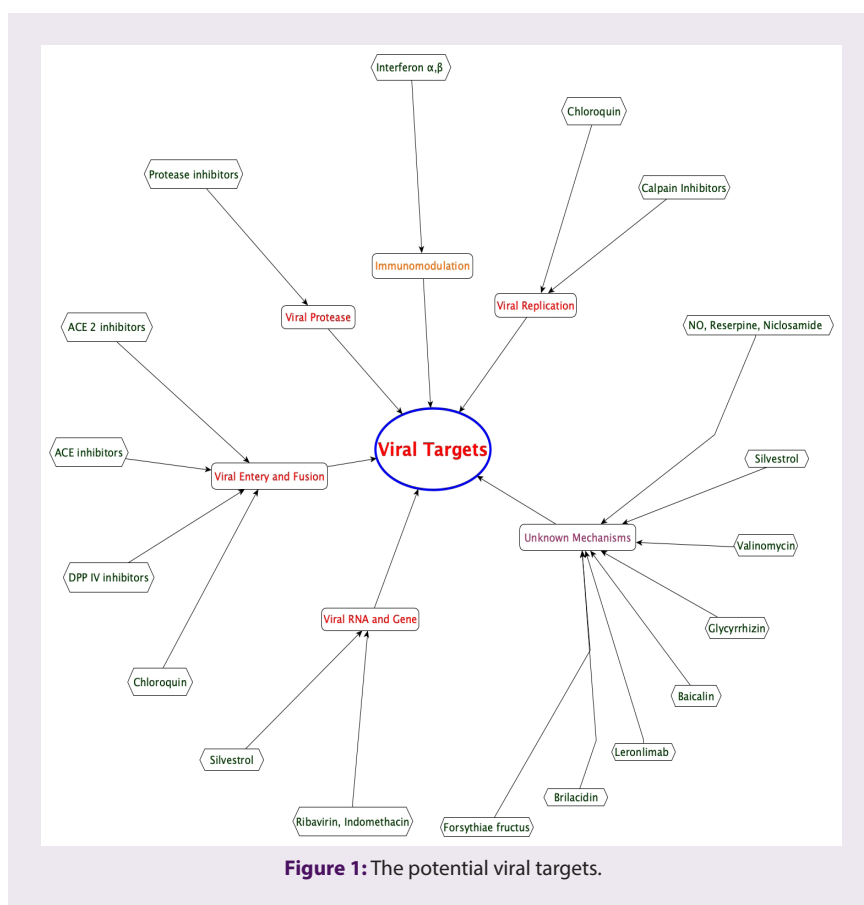 Interferon α,β
Chloroquin
Protease inhibitors
Calpain Inhibitors
Immunomodulation
Viral Replication
Viral Protease
ACE 2 inhibitors
NO, Reserpine, Niclosamide
Viral Targets
ACE inhibitors
Viral Entery and Fusion
Silvestrol
Unknown Mechanisms
Valinomycin
DPP IV inhibitors
Viral RNA and Gene
Glycyrrhizin
Chloroquin
Baicalin
Leronlimab
Silvestrol
Brilacidin
Ribavirin, Indomethacin
Forsythiae fructus
Figure 1: The potential viral targets.